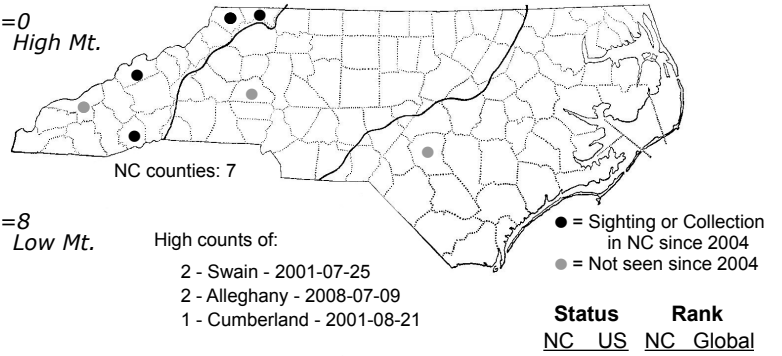 =0
High Mt.
NC counties: 7
=8
Low Mt.
High counts of:
2 - Swain - 2001-07-25
2 - Alleghany - 2008-07-09
1 - Cumberland - 2001-08-21
= Sighting or Collection
in NC since 2004
= Not seen since 2004
Status Rank
NC US NC Global